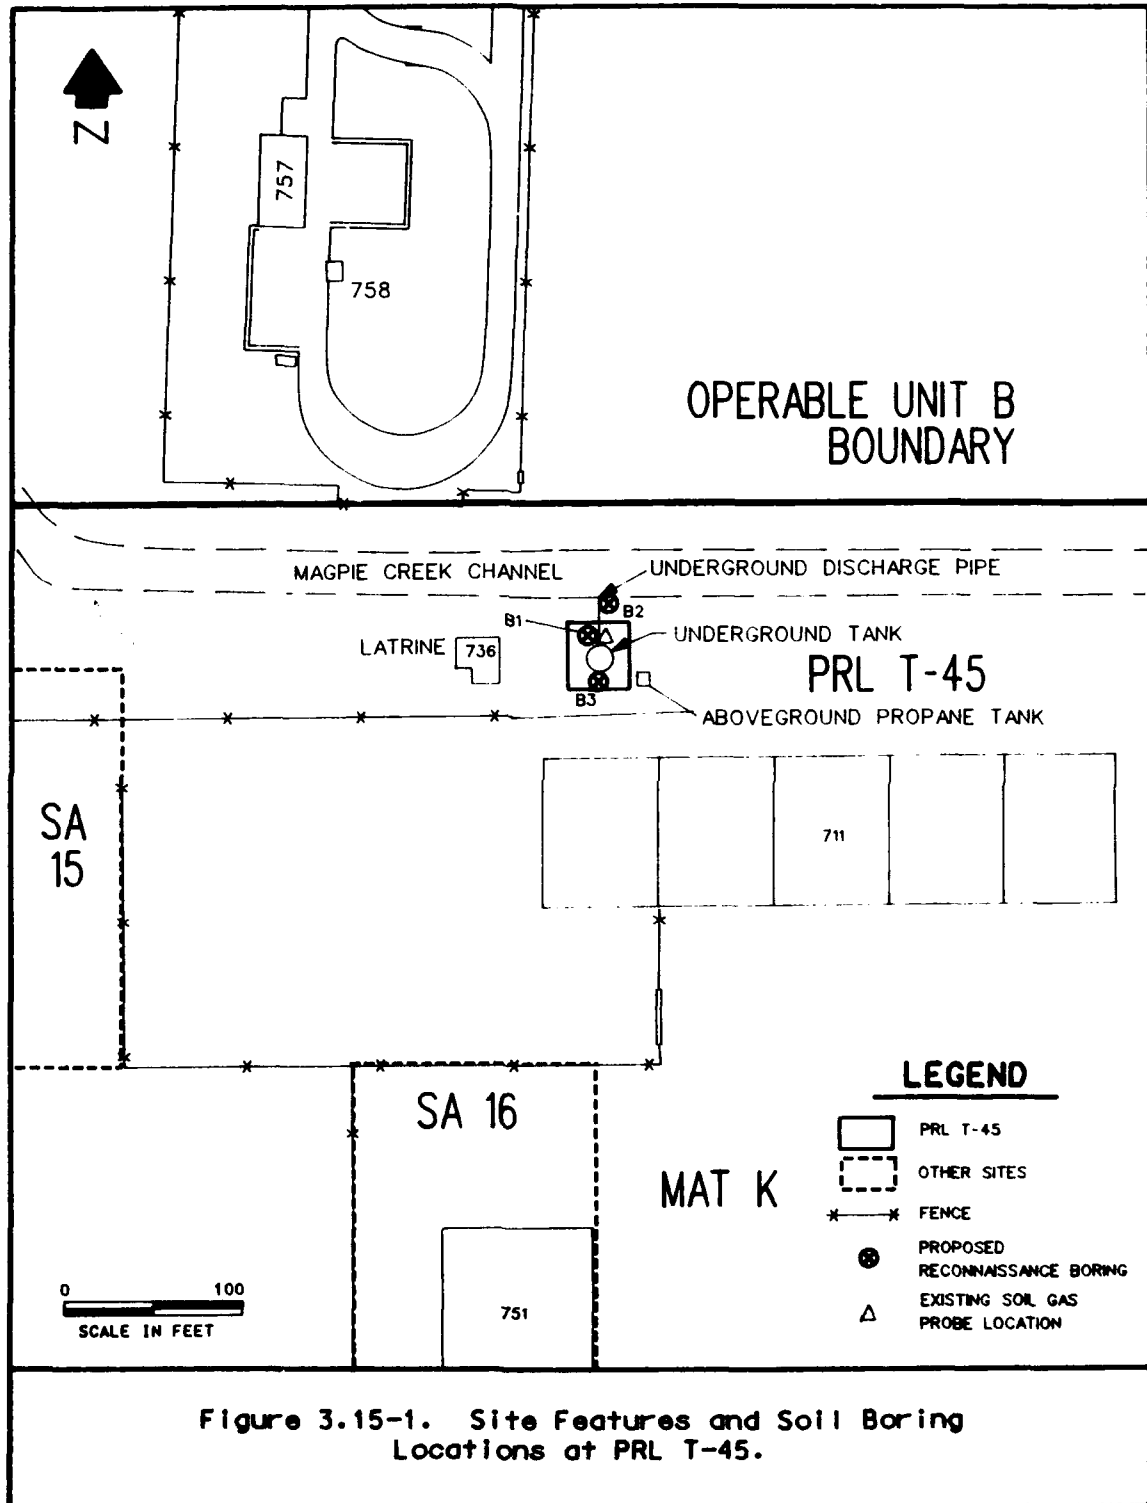 N
757
758
OPERABLE UNIT B
BOUNDARY
MAGPIE CREEK CHANNEL
UNDERGROUND DISCHARGE PIPE
B2
B1
UNDERGROUND TANK
LATRINE
736
PRL T-45
B3
ABOVEGROUND PROPANE TANK
SA
15
711
SA 16
MAT K
751
LEGEND
PRL T-45
OTHER SITES
FENCE
PROPOSED
RECONNAISSANCE BORING
EXISTING SOIL GAS
PROBE LOCATION
0 100
SCALE IN FEET
Figure 3.15-1. Site Features and Soil Boring
Locations at PRL T-45.